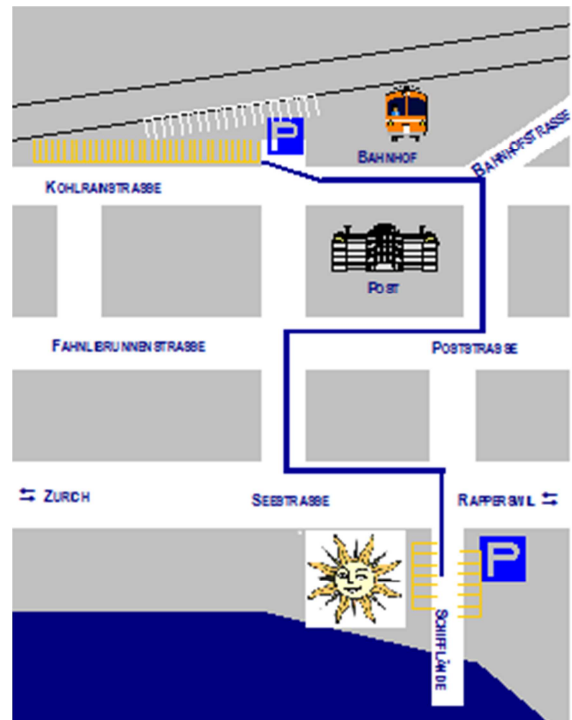 P
BAHNHOF
BAHNHOFSTRASSE
KOHLRAINSTRASSE
POST
FAHNLIBRUNNENSTRASSE
POSTSTRASSE
ZURICH
SEESTRASSE
RAPPERSWIL
P
SCHIFFLÄNDE